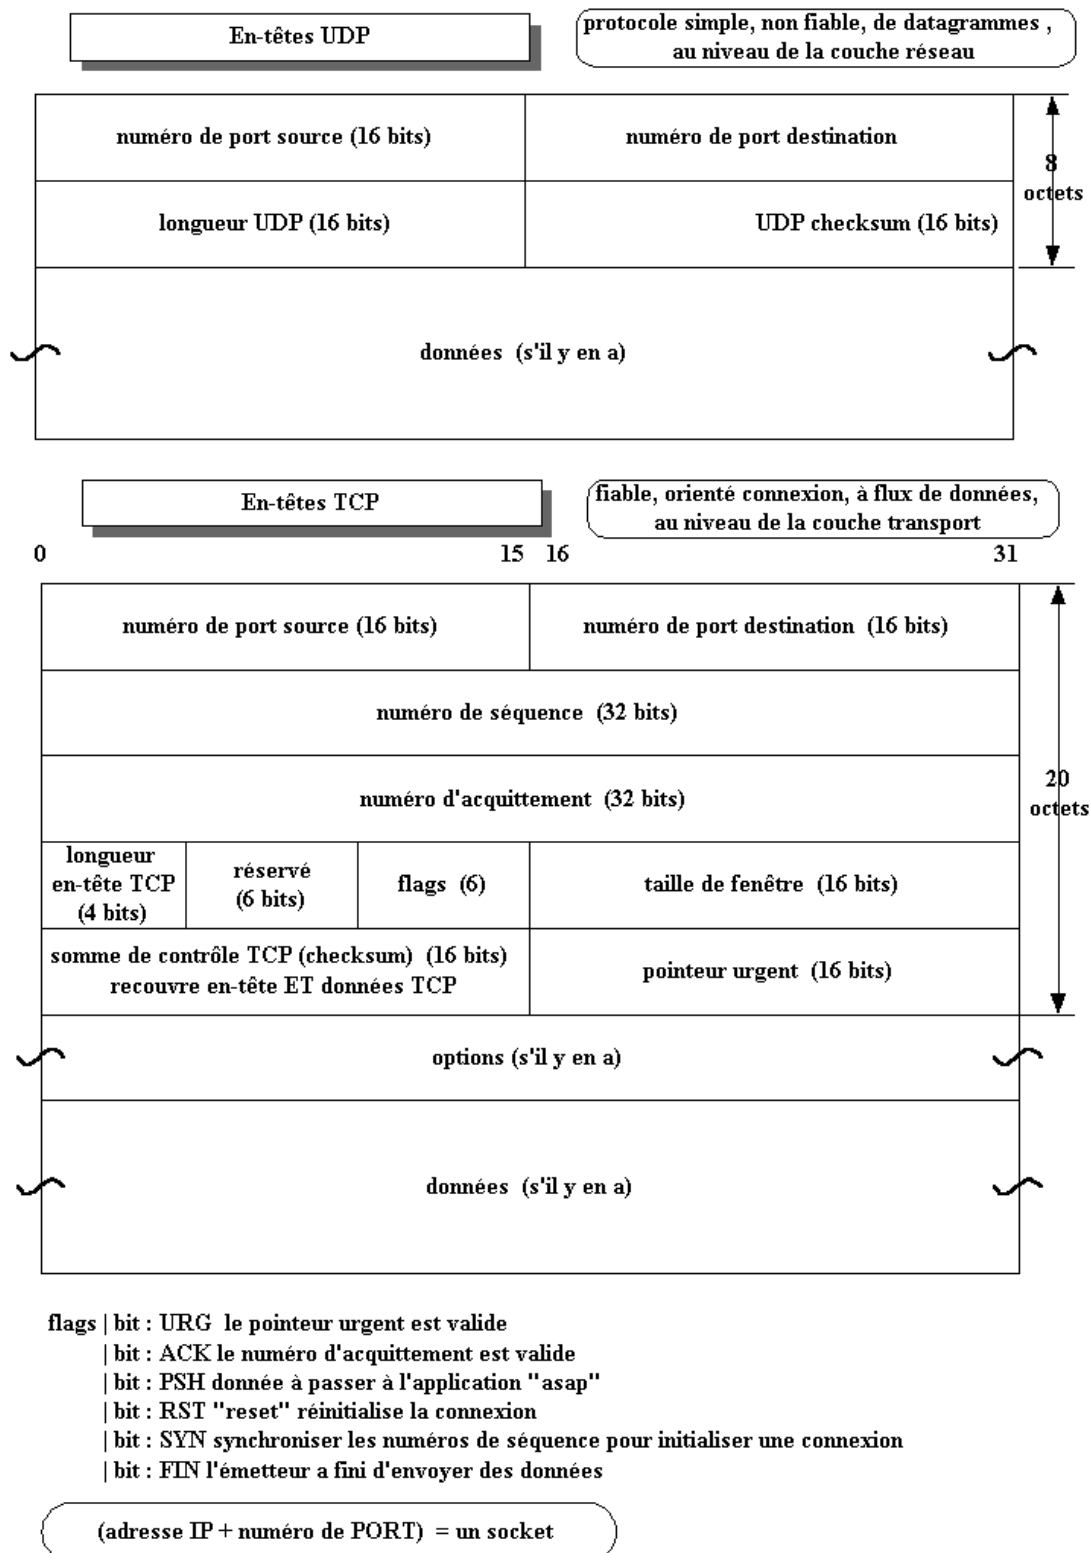 En-têtes UDP
protocole simple, non fiable, de datagrammes ,
au niveau de la couche réseau
numéro de port source (16 bits)
numéro de port destination
8
octets
longueur UDP (16 bits)
UDP checksum (16 bits)
données (s'il y en a)
En-têtes TCP
fiable, orienté connexion, à flux de données,
au niveau de la couche transport
0
15
16
31
numéro de port source (16 bits)
numéro de port destination (16 bits)
numéro de séquence (32 bits)
numéro d'acquittement (32 bits)
20
octets
longueur
en-tête TCP
(4 bits)
réservé
(6 bits)
flags (6)
taille de fenêtre (16 bits)
somme de contrôle TCP (checksum) (16 bits)
recouvre en-tête ET données TCP
pointeur urgent (16 bits)
options (s'il y en a)
données (s'il y en a)
flags | bit : URG le pointeur urgent est valide
| bit : ACK le numéro d'acquittement est valide
| bit : PSH donnée à passer à l'application "asap"
| bit : RST "reset" réinitialise la connexion
| bit : SYN synchroniser les numéros de séquence pour initialiser une connexion
| bit : FIN l'émetteur a fini d'envoyer des données
(adresse IP + numéro de PORT) = un socket